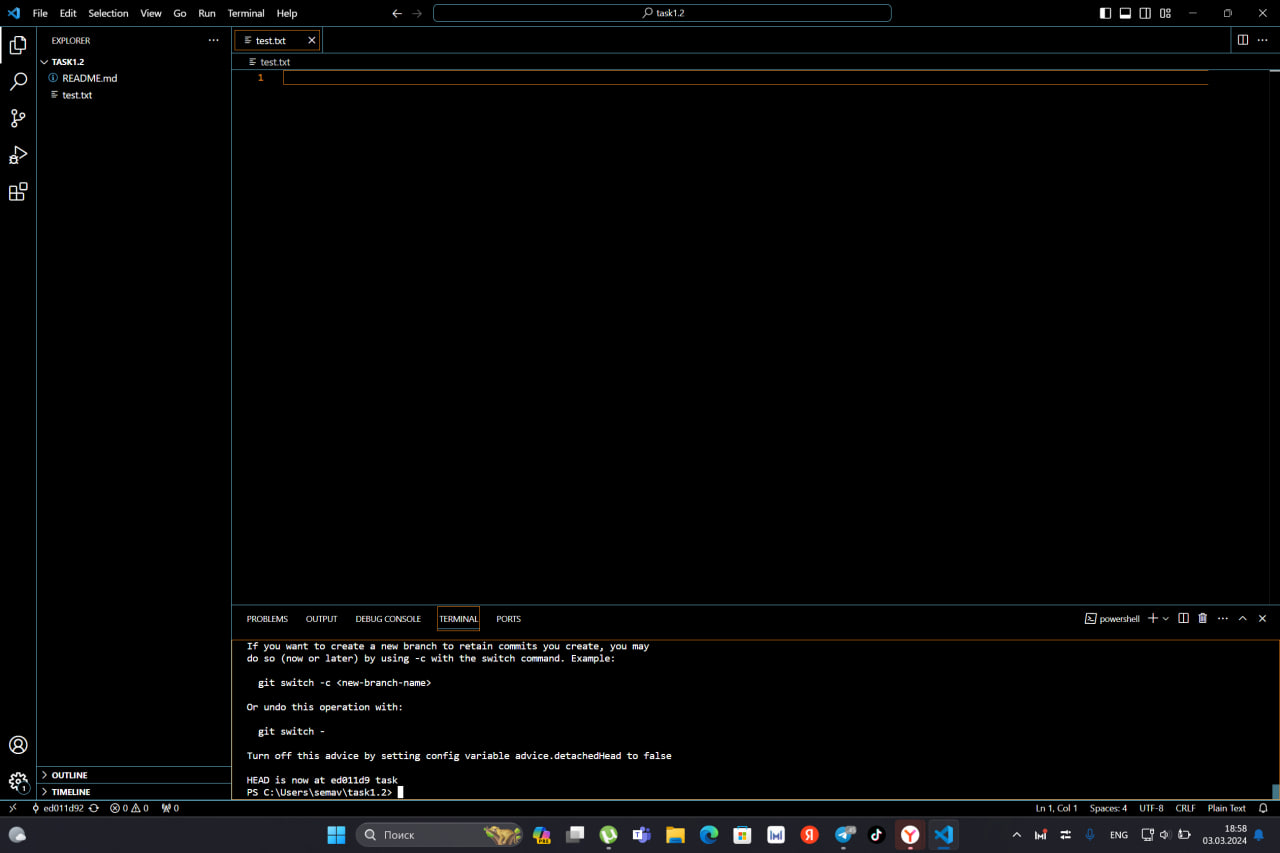 File Edit Selection View Go Run Terminal Help
task1.2
EXPLORER
TASK1.2
README.md
test.txt
test.txt
test.txt
1
PROBLEMS OUTPUT DEBUG CONSOLE TERMINAL PORTS
powershell
If you want to create a new branch to retain commits you create, you may
do so (now or later) by using -c with the switch command. Example:
git switch -c <new-branch-name>
Or undo this operation with:
git switch -
Turn off this advice by setting config variable advice.detachedHead to false
HEAD is now at ed011d9 task
PS C:\Users\semav\task1.2>
OUTLINE
TIMELINE
1
ed011d92 0 0 0
Ln 1, Col 1 Spaces: 4 UTF-8 CRLF Plain Text
Поиск
PRE
ENG
18:58
03.03.2024